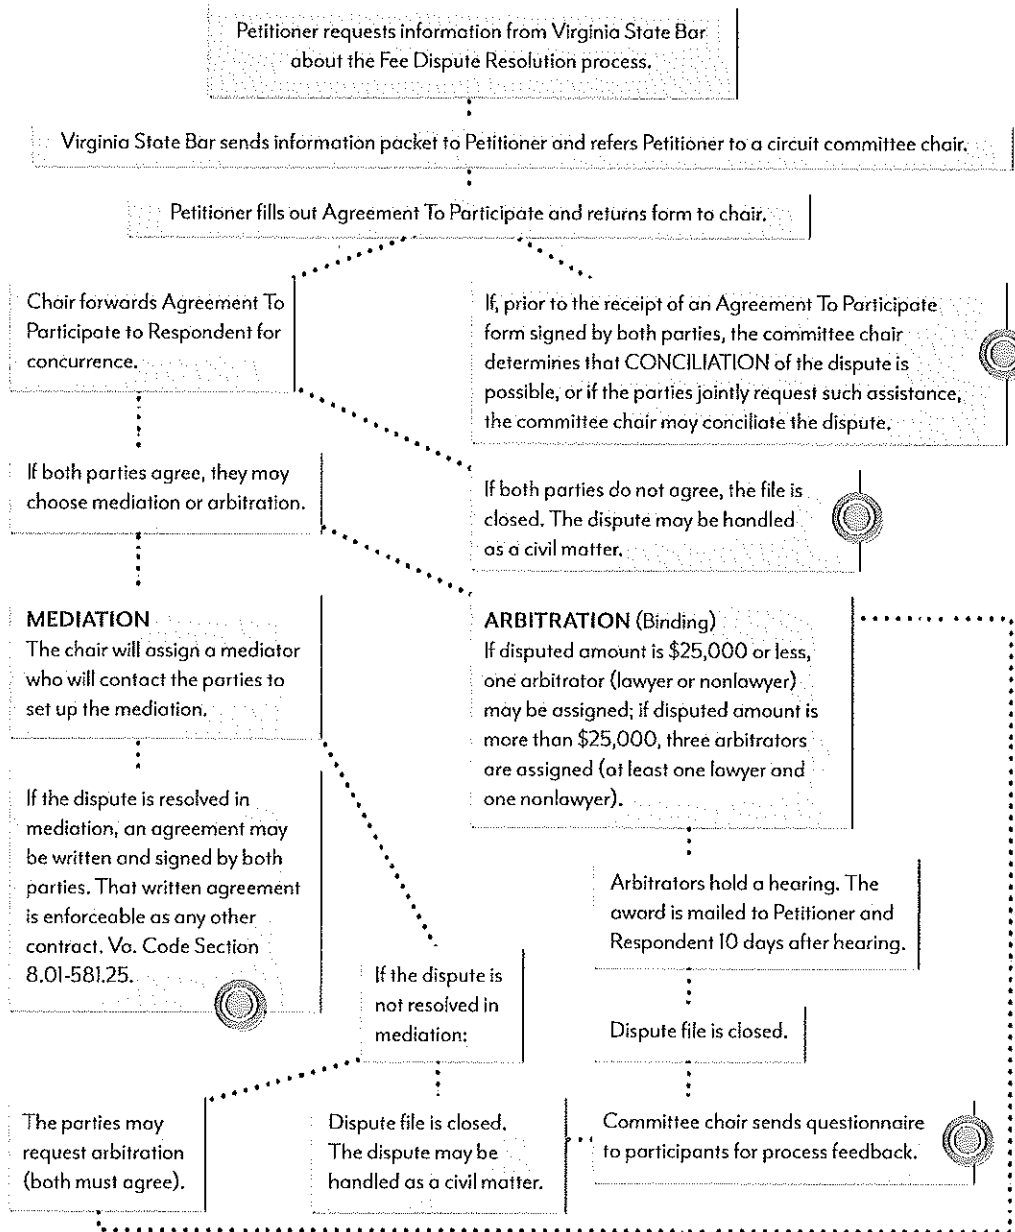 Petitioner requests information from Virginia State Bar
about the Fee Dispute Resolution process.
Virginia State Bar sends information packet to Petitioner and refers Petitioner to a circuit committee chair.
Petitioner fills out Agreement To Participate and returns form to chair.
Chair forwards Agreement To
Participate to Respondent for
concurrence.
If, prior to the receipt of an Agreement To Participate
form signed by both parties, the committee chair
determines that CONCILIATION of the dispute is
possible, or if the parties jointly request such assistance,
the committee chair may conciliate the dispute.
If both parties agree, they may
choose mediation or arbitration.
If both parties do not agree, the file is
closed. The dispute may be handled
as a civil matter.
MEDIATION
The chair will assign a mediator
who will contact the parties to
set up the mediation.
ARBITRATION (Binding)
If disputed amount is $25,000 or less,
one arbitrator (lawyer or nonlawyer)
may be assigned; if disputed amount is
more than $25,000, three arbitrators
are assigned (at least one lawyer and
one nonlawyer).
If the dispute is resolved in
mediation, an agreement may
be written and signed by both
parties. That written agreement
is enforceable as any other
contract. Va. Code Section
8.01-581.25.
Arbitrators hold a hearing. The
award is mailed to Petitioner and
Respondent 10 days after hearing.
If the dispute is
not resolved in
mediation:
Dispute file is closed.
The parties may
request arbitration
(both must agree).
Dispute file is closed.
The dispute may be
handled as a civil matter.
Committee chair sends questionnaire
to participants for process feedback.